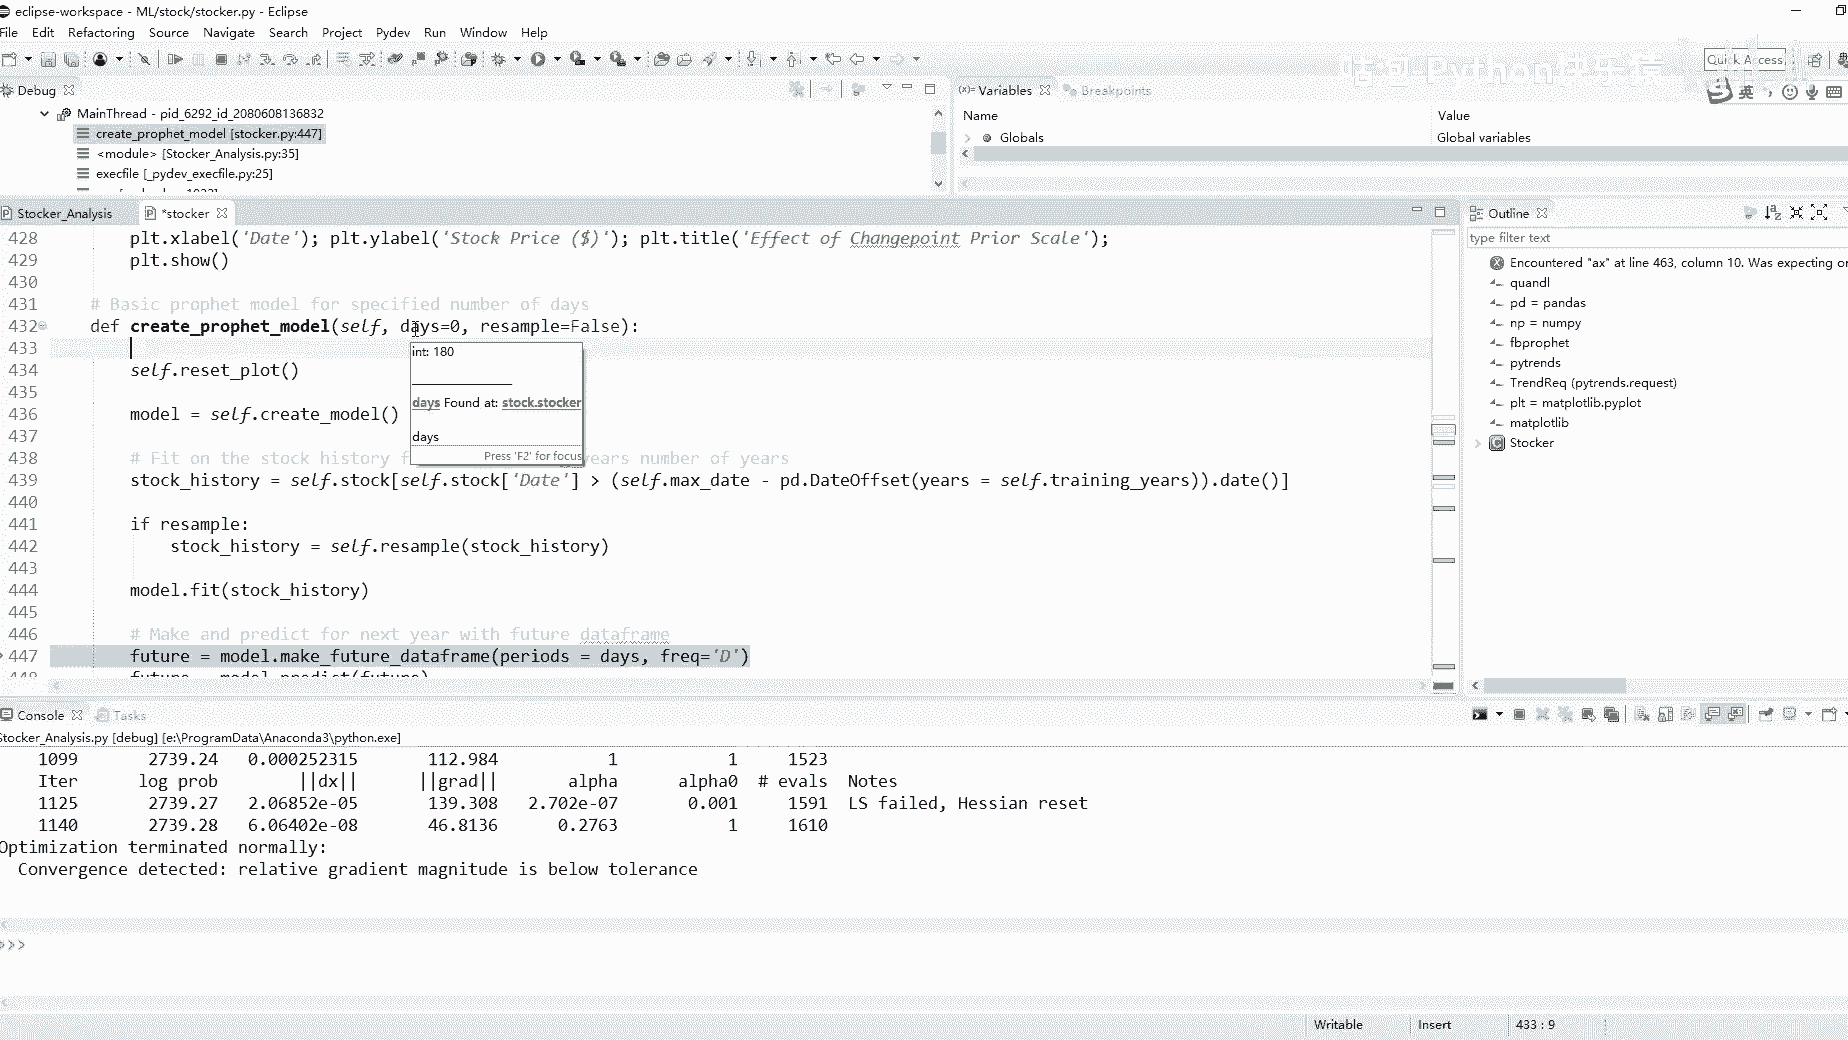 eclipse-workspace - ML/stock/stocker.py - Eclipse
File Edit Refactoring Source Navigate Search Project Pydev Run Window Help
Quick Access
英
Debug
MainThread - pid_6292_id_2080608136832
create_prophet_model [stocker.py:447]
<module> [Stocker_Analysis.py:35]
execfile [_pydev_execfile.py:25]
(x)= Variables Breakpoints
Name Value
Globals Global variables
Stocker_Analysis *stocker
428 plt.xlabel('Date'); plt.ylabel('Stock Price ($)'); plt.title('Effect of Changepoint Prior Scale');
429 plt.show()
430
431 # Basic prophet model for specified number of days
432 def create_prophet_model(self, days=0, resample=False):
433
434 self.reset_plot()
435
436 model = self.create_model()
437
438 # Fit on the stock history f years number of years
439 stock_history = self.stock[self.stock['Date'] > (self.max_date - pd.DateOffset(years = self.training_years)).date()]
440
441 if resample:
442 stock_history = self.resample(stock_history)
443
444 model.fit(stock_history)
445
446 # Make and predict for next year with future dataframe
447 future = model.make_future_dataframe(periods = days, freq='D')
448 future = model.predict(future)
int: 180
days Found at: stock.stocker
days
Press 'F2' for focus
Outline
type filter text
Encountered "ax" at line 463, column 10. Was expecting
quandl
pd = pandas
np = numpy
fbprophet
pytrends
TrendReq (pytrends.request)
plt = matplotlib.pyplot
matplotlib
Stocker
Console Tasks
Stocker_Analysis.py [debug] [e:\ProgramData\Anaconda3\python.exe]
1099 2739.24 0.000252315 112.984 1 1 1523
Iter log prob ||dx|| ||grad|| alpha alpha0 # evals Notes
1125 2739.27 2.06852e-05 139.308 2.702e-07 0.001 1591 LS failed, Hessian reset
1140 2739.28 6.06402e-08 46.8136 0.2763 1 1610
Optimization terminated normally:
Convergence detected: relative gradient magnitude is below tolerance
>>>
Writable Insert 433 : 9